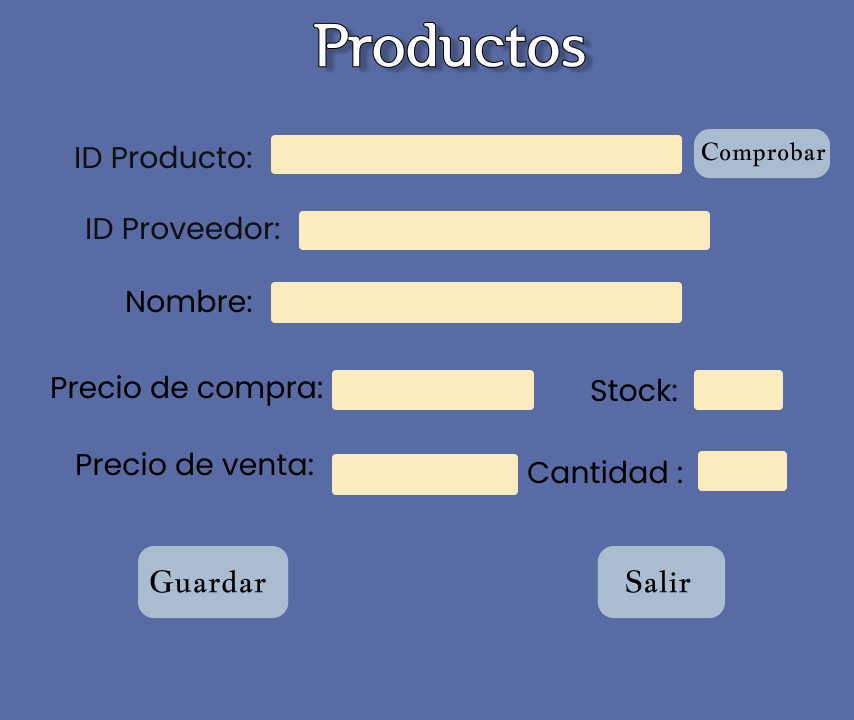 Productos
ID Producto:
Comprobar
ID Proveedor:
Nombre:
Precio de compra:
Stock:
Precio de venta:
Cantidad :
Guardar
Salir